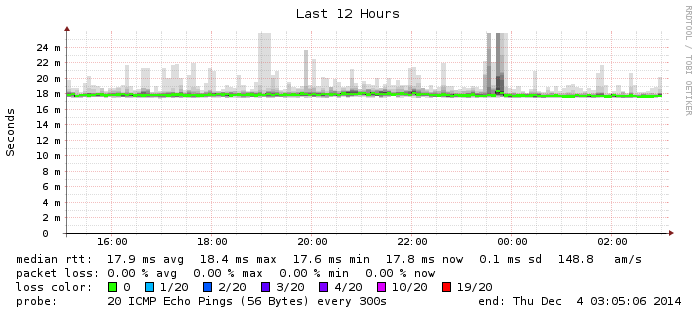 Last 12 Hours
RRDTOOL / TOBI OETIKER
Seconds
24 m
22 m
20 m
18 m
16 m
14 m
12 m
10 m
8 m
6 m
4 m
2 m
0
16:00 18:00 20:00 22:00 00:00 02:00
median rtt: 17.9 ms avg 18.4 ms max 17.6 ms min 17.8 ms now 0.1 ms sd 148.8 am/s
packet loss: 0.00 % avg 0.00 % max 0.00 % min 0.00 % now
loss color: 0 1/20 2/20 3/20 4/20 10/20 19/20
probe: 20 ICMP Echo Pings (56 Bytes) every 300s end: Thu Dec 4 03:05:06 2014